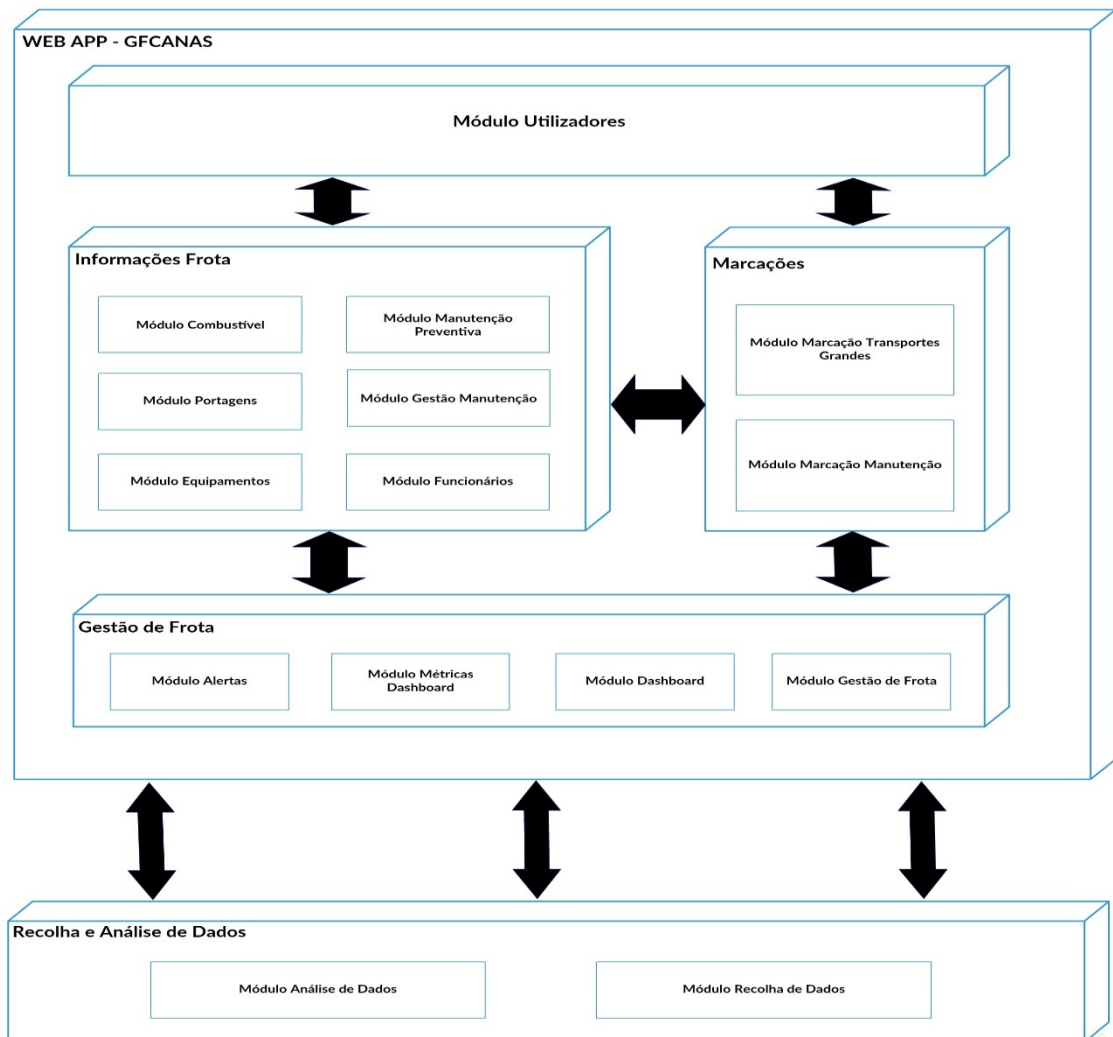 WEB APP - GFCANAS
Módulo Utilizadores
Informações Frota
Módulo Combustível
Módulo Manutenção
Preventiva
Módulo Portagens
Módulo Gestão Manutenção
Módulo Equipamentos
Módulo Funcionários
Marcações
Módulo Marcação Transportes
Grandes
Módulo Marcação Manutenção
Gestão de Frota
Módulo Alertas
Módulo Métricas
Dashboard
Módulo Dashboard
Módulo Gestão de Frota
Recolha e Análise de Dados
Módulo Análise de Dados
Módulo Recolha de Dados